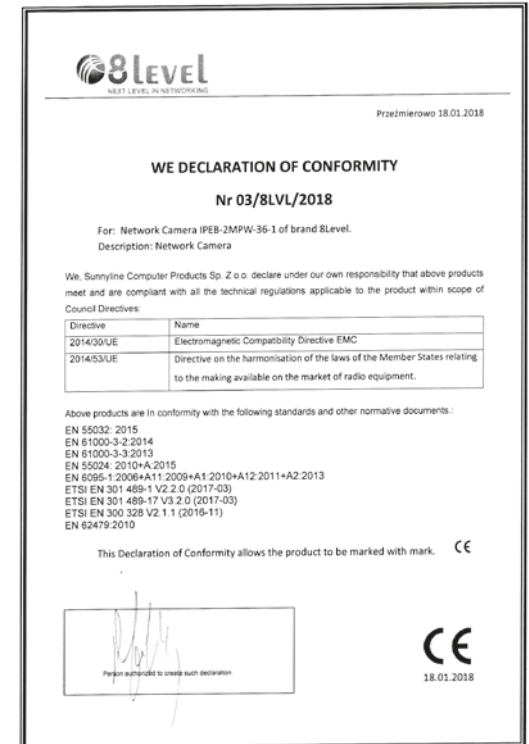 8LEVEL
NEXT LEVEL IN NETWORKING
Przeźmierowo 18.01.2018
WE DECLARATION OF CONFORMITY
Nr 03/8LVL/2018
For: Network Camera IPEB-2MPW-36-1 of brand 8Level.
Description: Network Camera
We, Sunnyline Computer Products Sp. Z o.o. declare under our own responsibility that above products
meet and are compliant with all the technical regulations applicable to the product within scope of
Council Directives:
Directive Name
2014/30/UE Electromagnetic Compatibility Directive EMC
2014/53/UE Directive on the harmonisation of the laws of the Member States relating
to the making available on the market of radio equipment.
Above products are In conformity with the following standards and other normative documents.:
EN 55032: 2015
EN 61000-3-2:2014
EN 61000-3-3:2013
EN 55024: 2010+A:2015
EN 6095-1:2006+A11:2009+A1:2010+A12:2011+A2:2013
ETSI EN 301 489-1 V2.2.0 (2017-03)
ETSI EN 301 489-17 V3.2.0 (2017-03)
ETSI EN 300 328 V2.1.1 (2016-11)
EN 62479:2010
This Declaration of Conformity allows the product to be marked with mark. CE
Person authorized to create such declaration
CE
18.01.2018